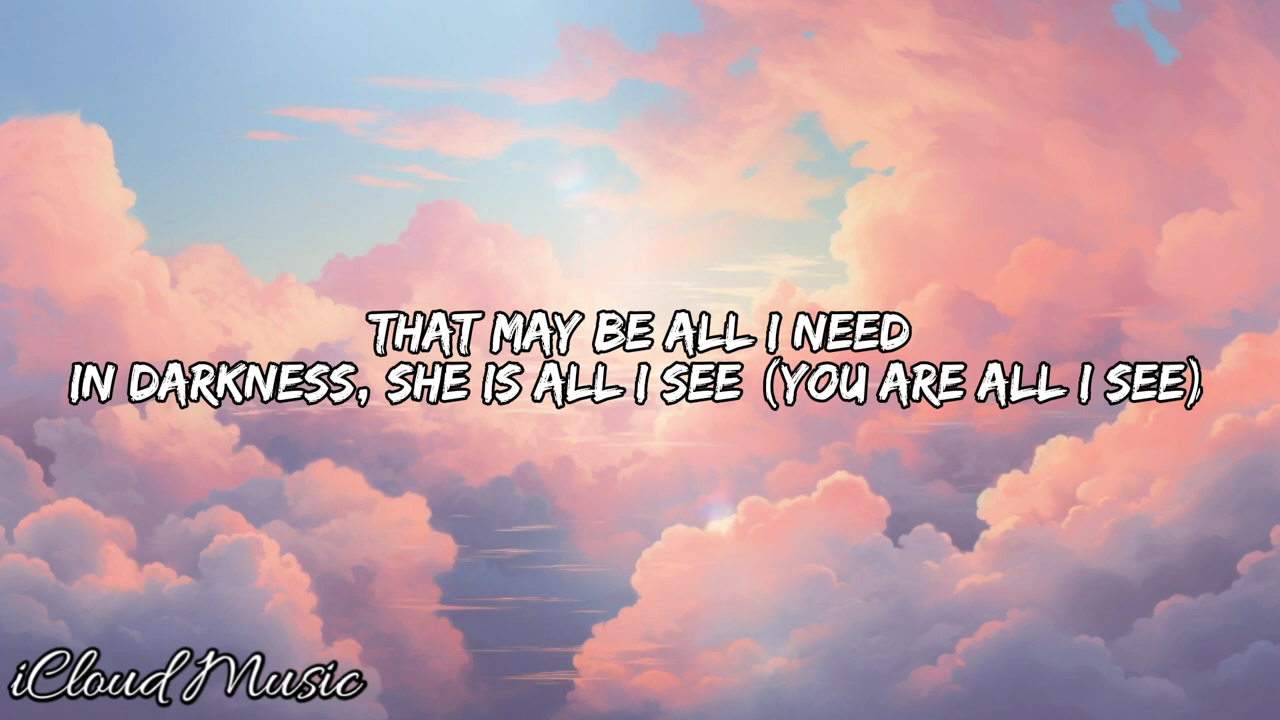 THAT MAY BE ALL I NEED
IN DARKNESS, SHE IS ALL I SEE (YOU ARE ALL I SEE)
iCloud Music